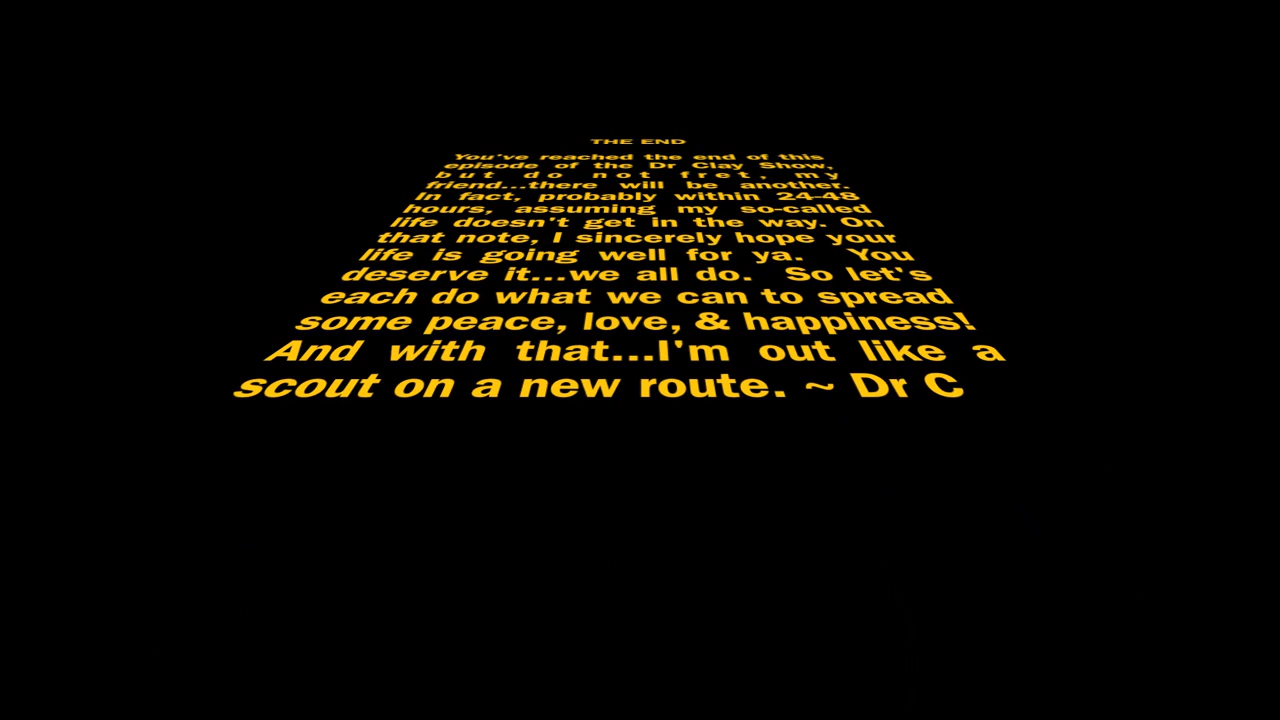 THE END
You've reached the end of this
episode of the Dr Clay Show,
but do not fret, my
friend...there will be another.
In fact, probably within 24-48
hours, assuming my so-called
life doesn't get in the way. On
that note, I sincerely hope your
life is going well for ya. You
deserve it...we all do. So let's
each do what we can to spread
some peace, love, & happiness!
And with that...I'm out like a
scout on a new route. ~ Dr C